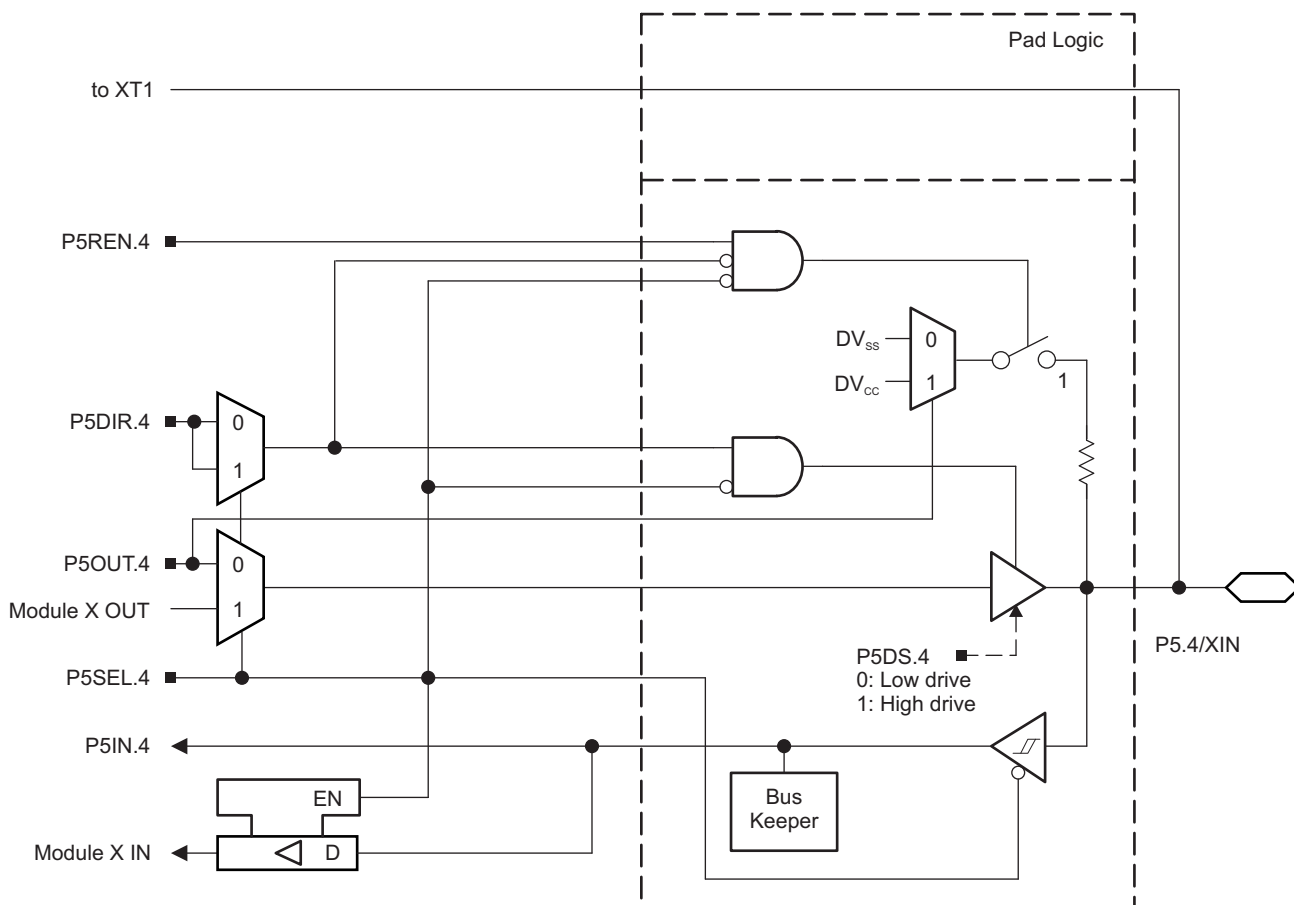 Pad Logic
to XT1
P5REN.4
DVSS
0
DVCC
1
1
P5DIR.4
0
1
P5OUT.4
0
Module X OUT
1
P5SEL.4
P5DS.4
0: Low drive
1: High drive
P5.4/XIN
P5IN.4
EN
Bus
Keeper
Module X IN
D